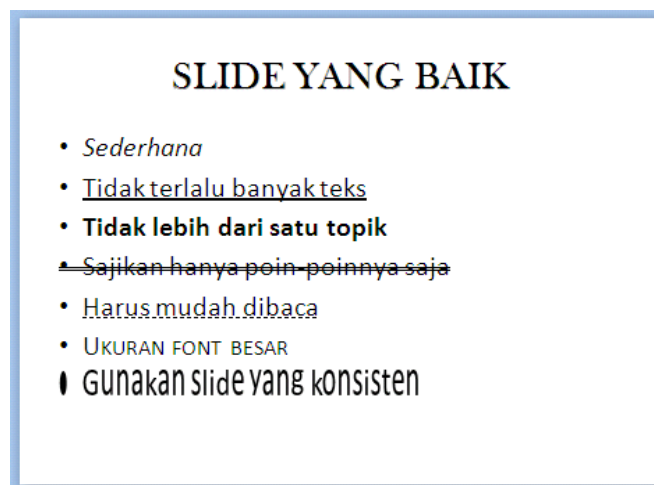 SLIDE YANG BAIK
• Sederhana
• Tidak terlalu banyak teks
• Tidak lebih dari satu topik
• Sajikan hanya poin-poinnya saja
• Harus mudah dibaca
• UKURAN FONT BESAR
• Gunakan slide yang konsisten